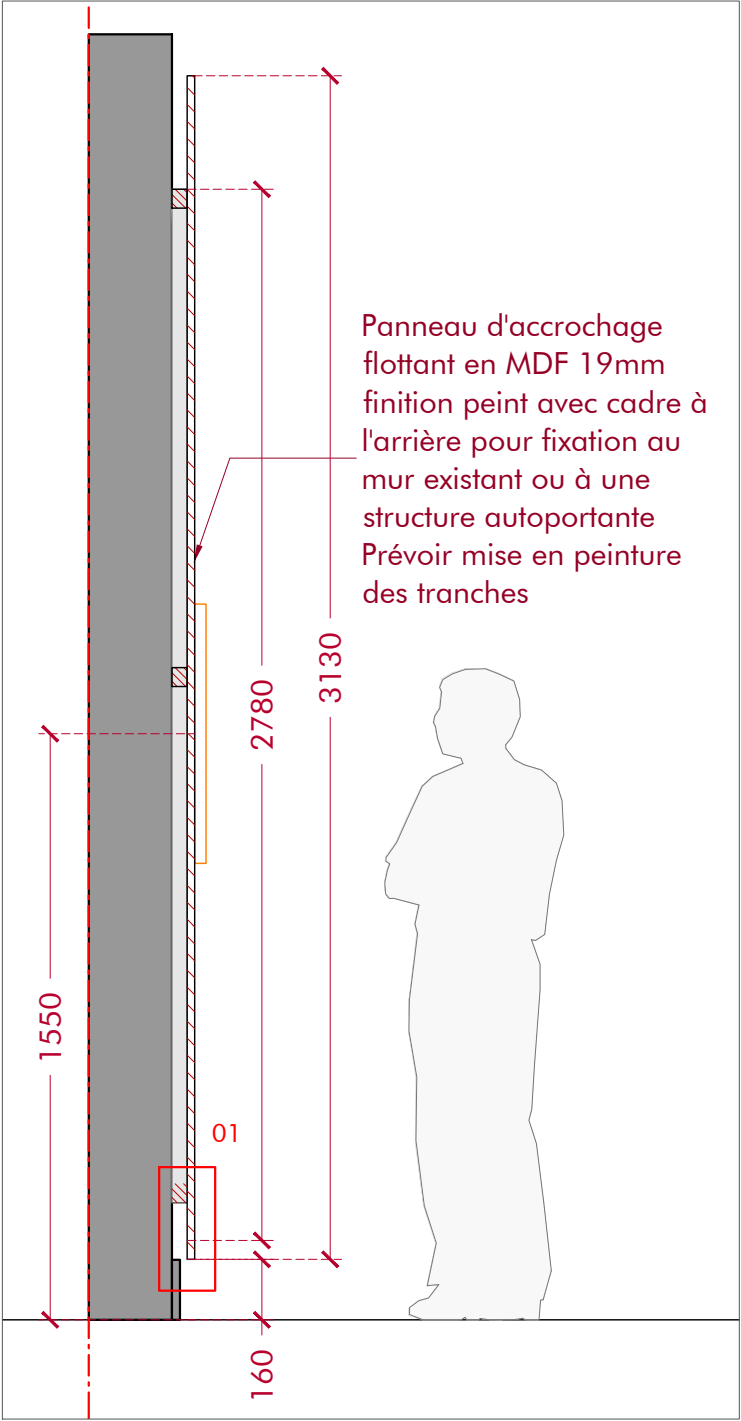 Panneau d'accrochage
flottant en MDF 19mm
finition peint avec cadre à
l'arrière pour fixation au
mur existant ou à une
structure autoportante
Prévoir mise en peinture
des tranches
3130
2780
1550
01
160